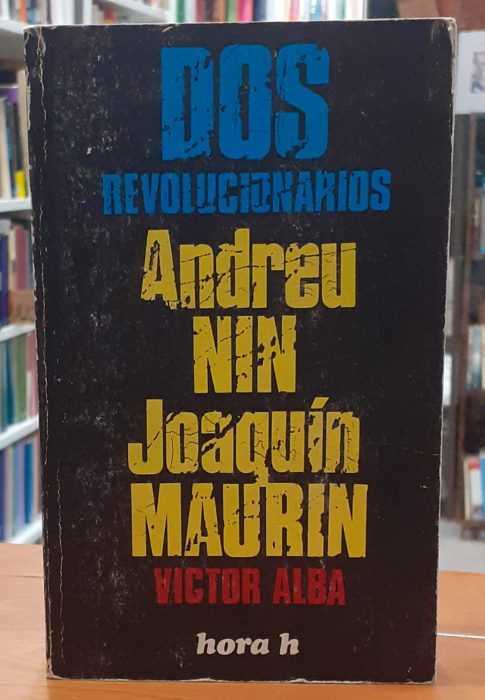 DOS
REVOLUCIONARIOS
Andreu
NIN
Joaquín
MAURIN
VICTOR ALBA
hora h